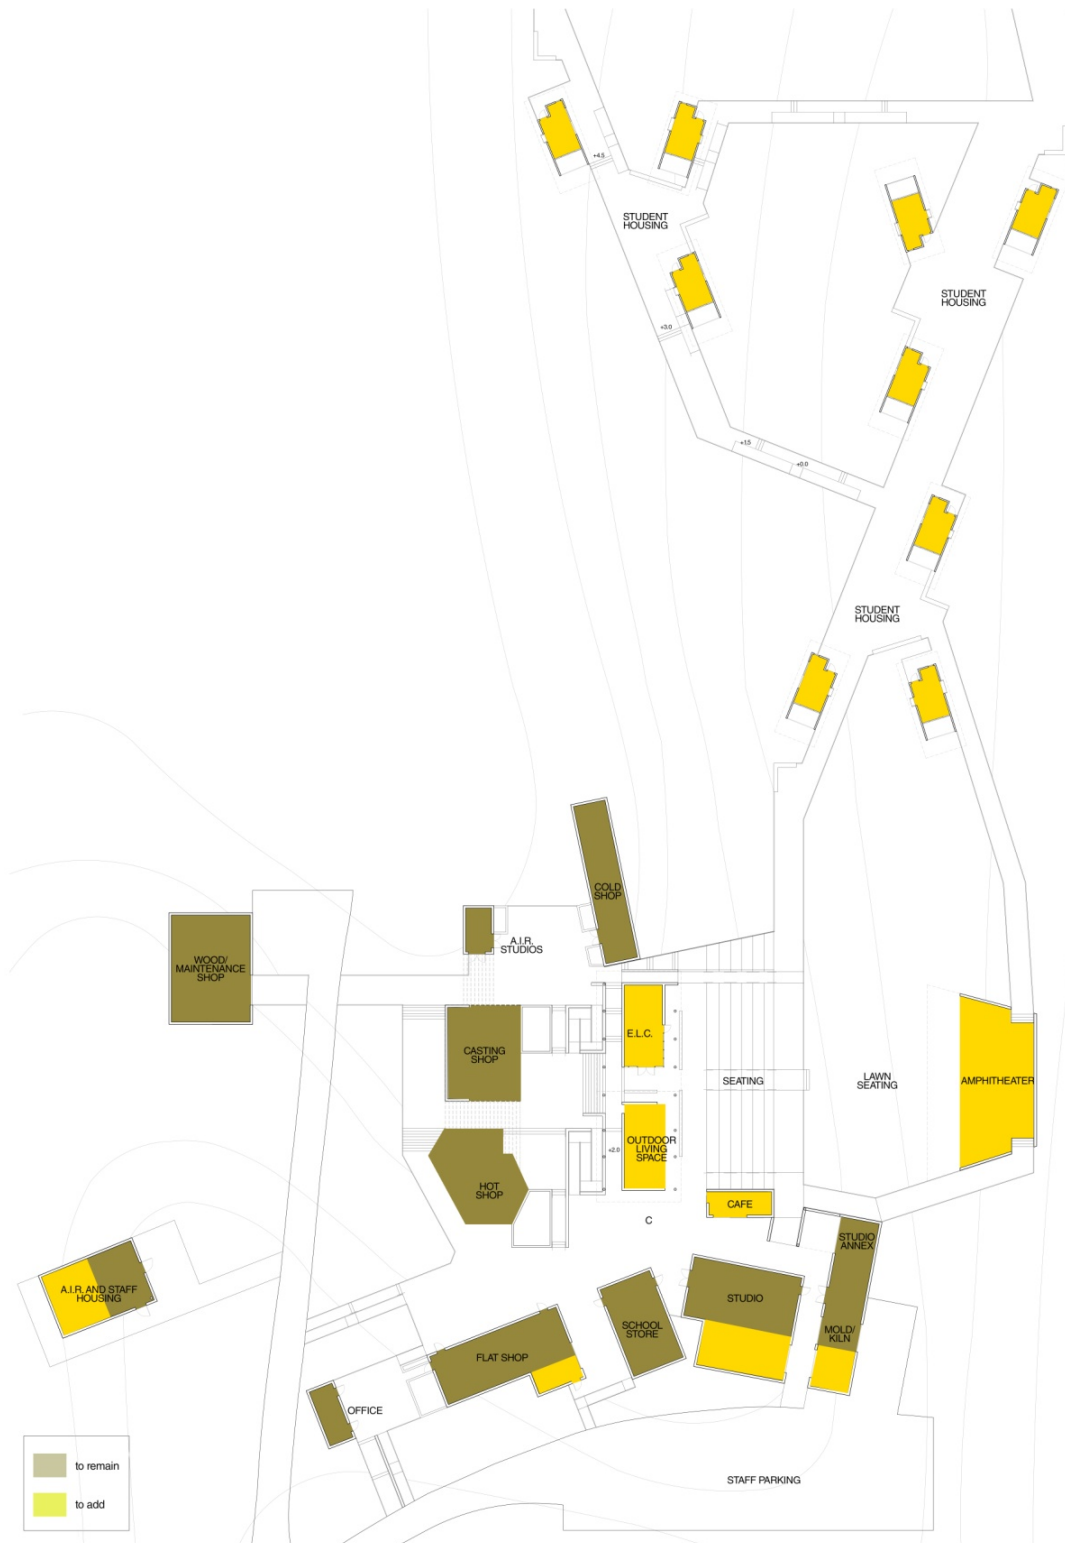 +4.5
STUDENT
HOUSING
STUDENT
HOUSING
+3.0
+1.5
+0.0
STUDENT
HOUSING
COLD
SHOP
A.I.R.
STUDIOS
WOOD/
MAINTENANCE
SHOP
E.L.C.
CASTING
SHOP
SEATING
LAWN
SEATING
AMPHITHEATER
OUTDOOR
LIVING
SPACE
+2.0
HOT
SHOP
CAFE
C
STUDIO
ANNEX
A.I.R. AND STAFF
HOUSING
STUDIO
SCHOOL
STORE
MOLD/
KILN
FLAT SHOP
OFFICE
to remain
STAFF PARKING
to add